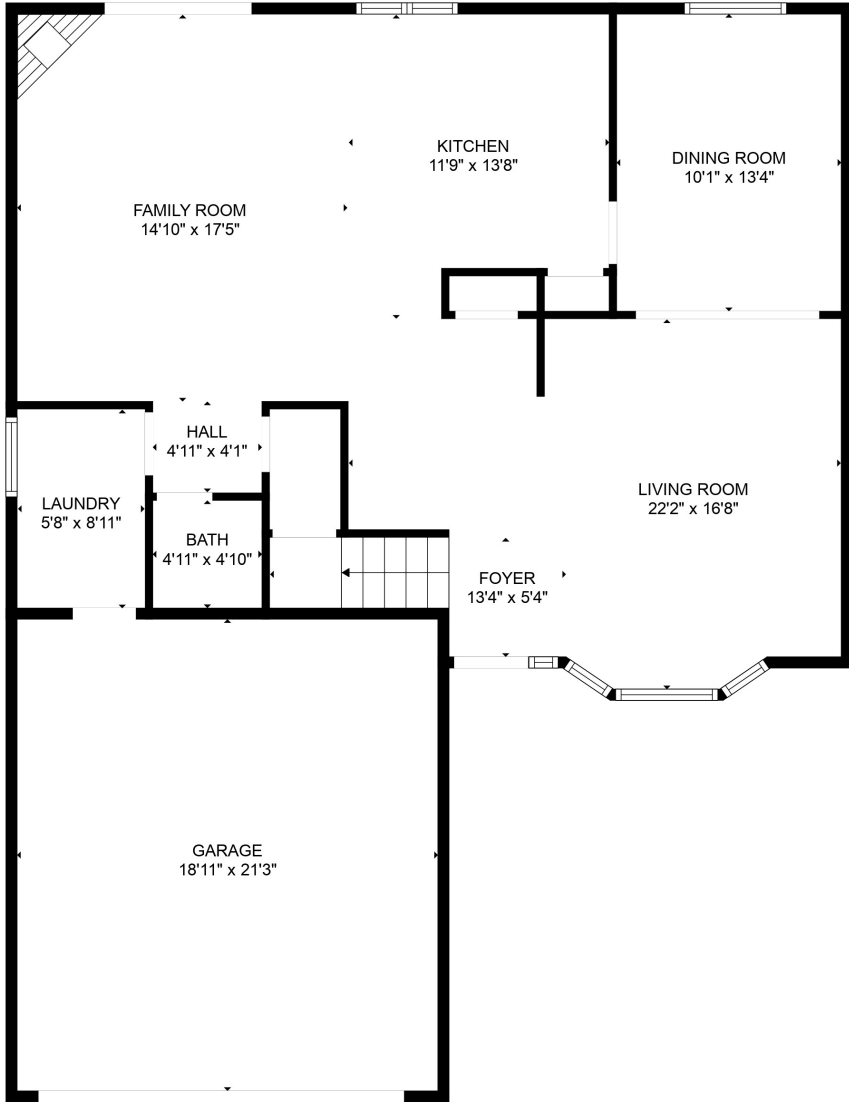 KITCHEN
11'9" x 13'8"
DINING ROOM
10'1" x 13'4"
FAMILY ROOM
14'10" x 17'5"
HALL
4'11" x 4'1"
LAUNDRY
5'8" x 8'11"
BATH
4'11" x 4'10"
LIVING ROOM
22'2" x 16'8"
FOYER
13'4" x 5'4"
GARAGE
18'11" x 21'3"